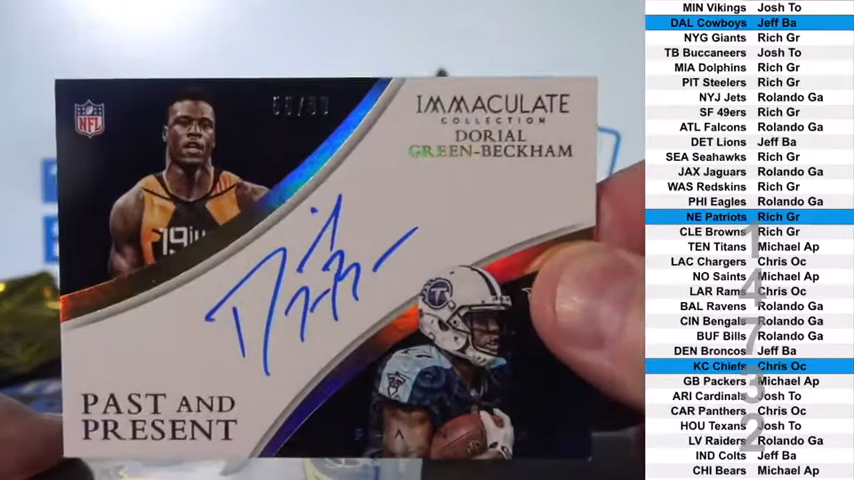 NFL
IMMACULATE
COLLECTION
DORIAL
GREEN-BECKHAM
PAST AND
PRESENT
MIN Vikings Josh To
DAL Cowboys Jeff Ba
NYG Giants Rich Gr
TB Buccaneers Josh To
MIA Dolphins Rich Gr
PIT Steelers Rich Gr
NYJ Jets Rolando Ga
SF 49ers Rich Gr
ATL Falcons Rolando Ga
DET Lions Jeff Ba
SEA Seahawks Rich Gr
JAX Jaguars Rolando Ga
WAS Redskins Rich Gr
PHI Eagles Rolando Ga
NE Patriots Rich Gr
CLE Browns Rich Gr
TEN Titans Michael Ap
LAC Chargers Chris Oc
NO Saints Michael Ap
LAR Rams Chris Oc
BAL Ravens Rolando Ga
CIN Bengals Rolando Ga
BUF Bills Rolando Ga
DEN Broncos Jeff Ba
KC Chiefs Chris Oc
GB Packers Michael Ap
ARI Cardinals Josh To
CAR Panthers Chris Oc
HOU Texans Josh To
LV Raiders Rolando Ga
IND Colts Jeff Ba
CHI Bears Michael Ap
1
4
7
3
2